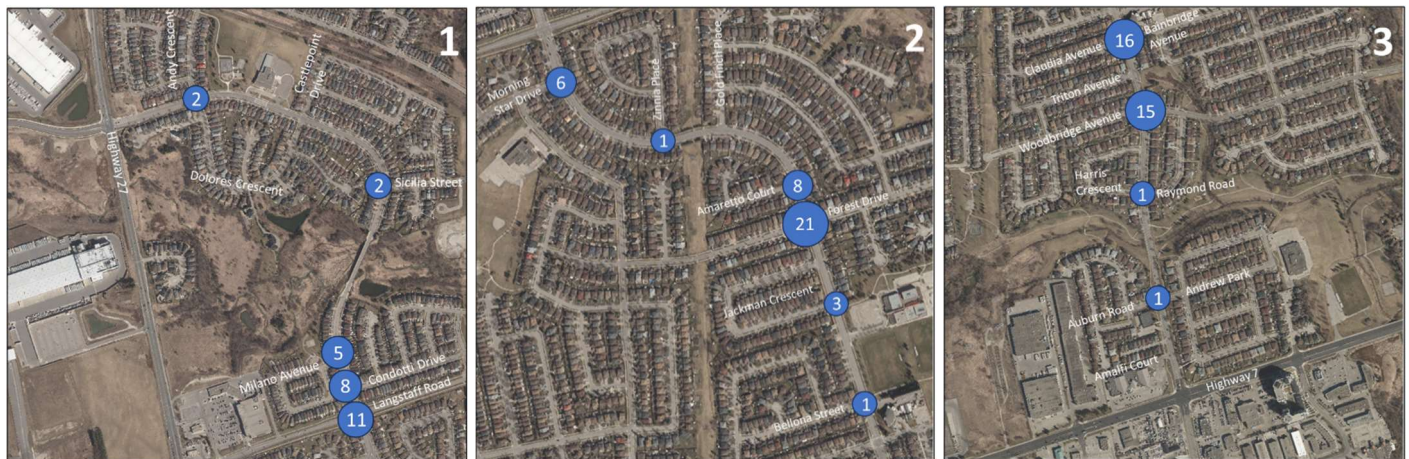 1
Andy Crescent
Castlepoint
Drive
2
Highway 27
Dolores Crescent
2
Sicilia Street
5
Milano Avenue
8
Condotti Drive
11
Langstaff Road
2
Morning
Star Drive
6
Zinnia Place
Gold Finch Place
1
Amaretto Court
8
21
Forest Drive
Jackman Crescent
3
Belloria Street
1
3
Claudia Avenue
16
Bainbridge
Avenue
Triton Avenue
15
Woodbridge Avenue
Harris
Crescent
1
Raymond Road
Auburn Road
1
Andrew Park
Amalfi Court
Highway 7